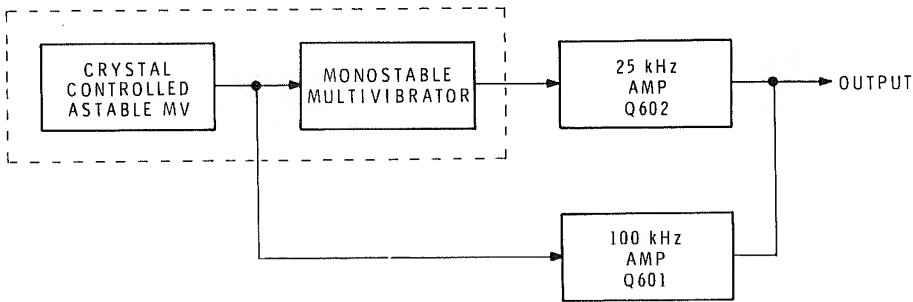 CRYSTAL
CONTROLLED
ASTABLE MV
MONOSTABLE
MULTIVIBRATOR
25 kHz
AMP
Q602
OUTPUT
100 kHz
AMP
Q601